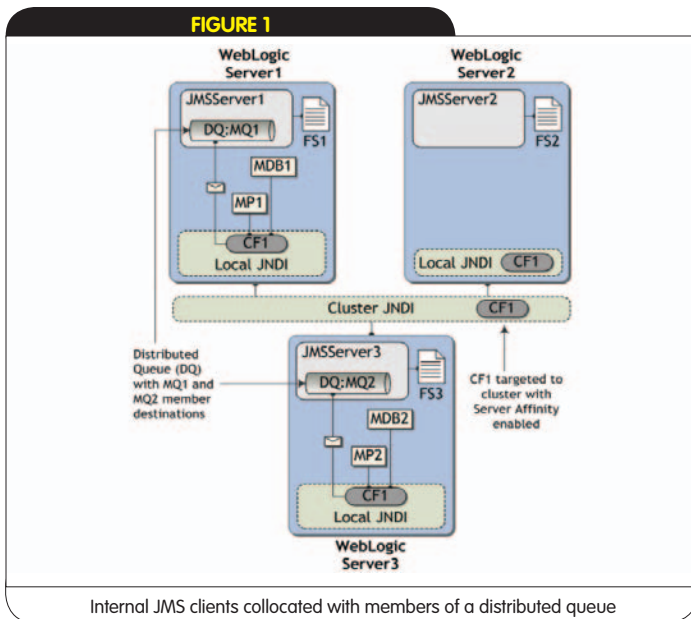 FIGURE 1
WebLogic
Server1
JMSServer1
DQ:MQ1
FS1
MDB1
MP1
CF1
Local JNDI
WebLogic
Server2
JMSServer2
FS2
Local JNDI
CF1
Cluster JNDI
CF1
Distributed
Queue (DQ)
with MQ1 and
MQ2 member
destinations
JMSServer3
DQ:MQ2
FS3
MDB2
MP2
CF1
Local JNDI
WebLogic
Server3
CF1 targeted to
cluster with
Server Affinity
enabled
Internal JMS clients collocated with members of a distributed queue